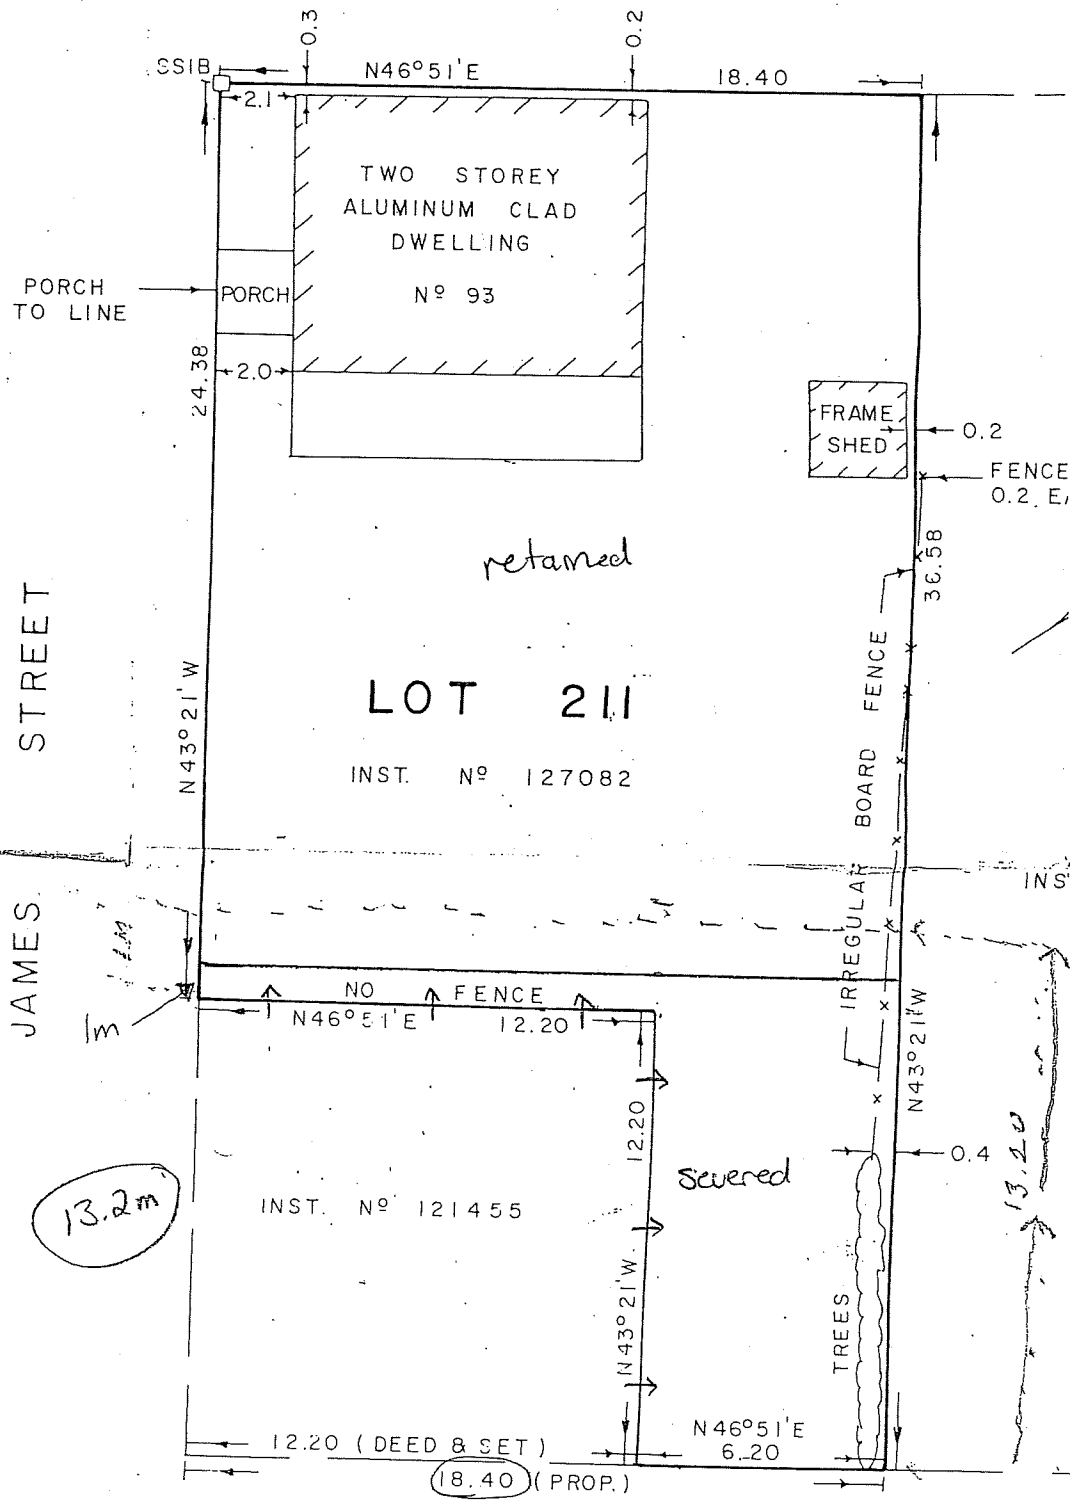 0.3
0.2
SSIB
N46°51'E
18.40
2.1
TWO STOREY
ALUMINUM CLAD
DWELLING
Nº 93
PORCH
TO LINE
PORCH
24.38
2.0
FRAME
SHED
0.2
FENCE
0.2 E
36.58
retained
BOARD FENCE
STREET
N43°21'W
LOT 211
INST. Nº 127082
INS
JAMES
IRREGULAR
1m
NO FENCE
N46°51'E 12.20
N43°21'W
12.20
0.4
severed
13.20
13.2m
INST. Nº 121455
N43°21'W
TREES
N46°51'E
12.20 (DEED & SET)
6.20
18.40 (PROP.)